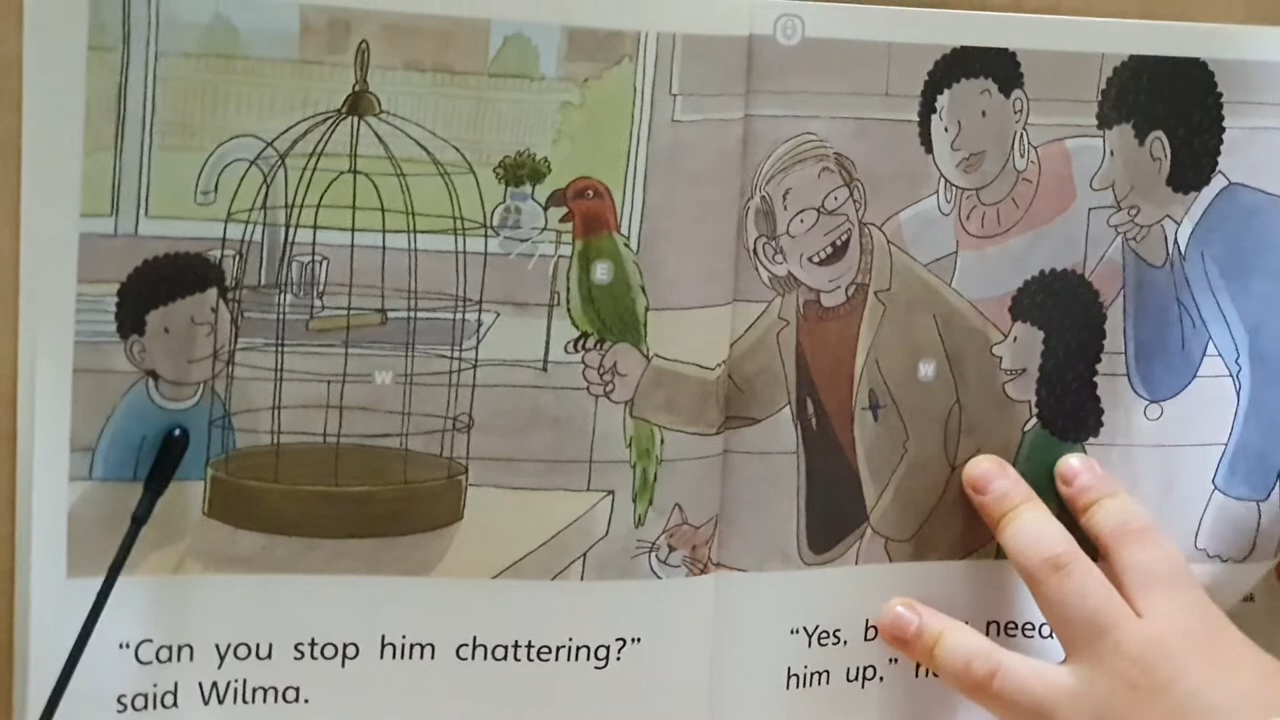 “Can you stop him chattering?”
said Wilma.
“Yes, need
him up,”